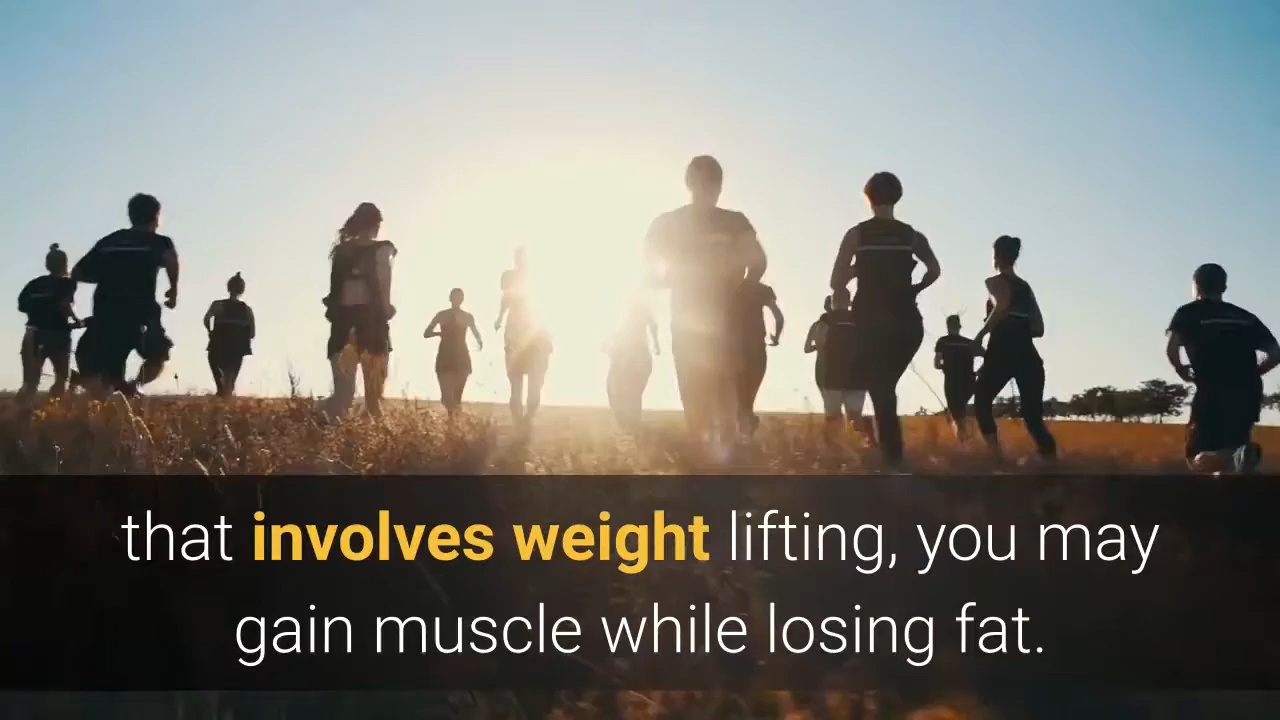 that involves weight lifting, you may
gain muscle while losing fat.